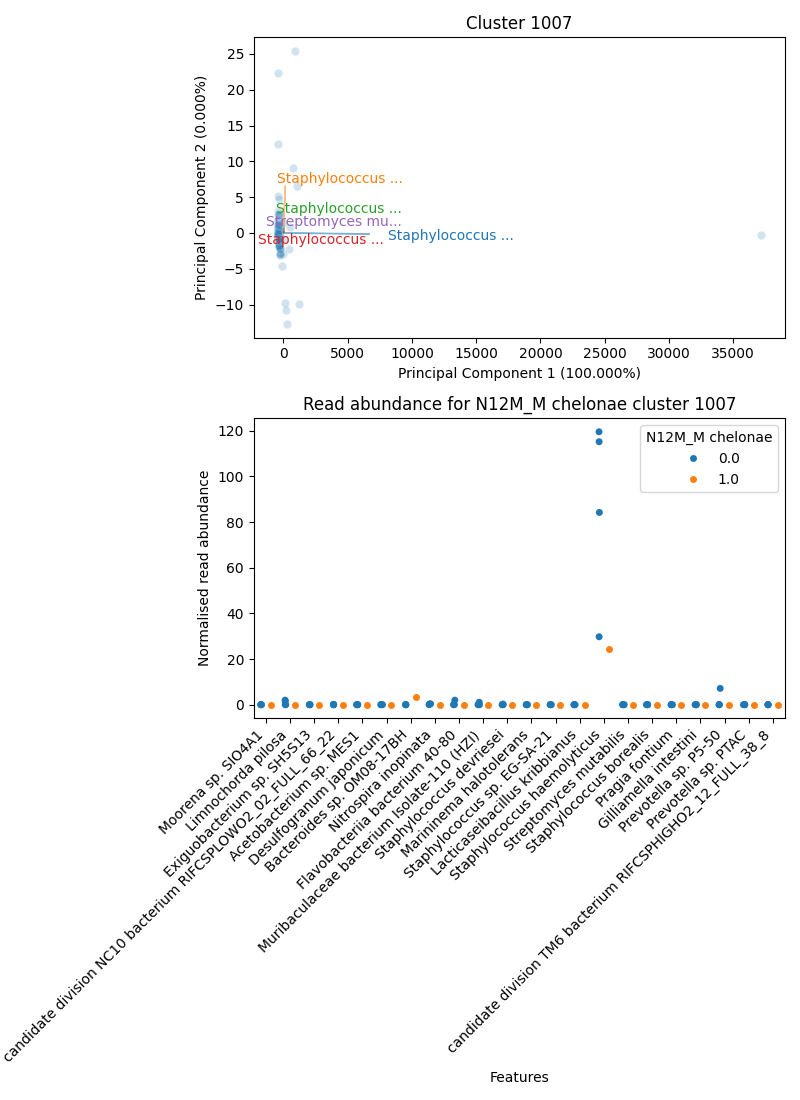 Cluster 1007
Principal Component 2 (0.000%)
25
20
15
10
5
0
−5
−10
Staphylococcus ...
Staphylococcus ...
Streptomyces mu...
Staphylococcus ...
Staphylococcus ...
0
5000
10000
15000
20000
25000
30000
35000
Principal Component 1 (100.000%)
Read abundance for N12M_M chelonae cluster 1007
Normalised read abundance
120
100
80
60
40
20
0
N12M_M chelonae
0.0
1.0
Moorena sp. SIO4A1
Limnochorda pilosa
Exiguobacterium sp. SH5S13
candidate division NC10 bacterium RIFCSPLOWO2_02_FULL_66_22
Acetobacterium sp. MES1
Desulfogranum japonicum
Bacteroides sp. OM08-17BH
Nitrospira inopinata
Flavobacteriia bacterium 40-80
Muribaculaceae bacterium Isolate-110 (HZI)
Staphylococcus devriesei
Marininema halotolerans
Staphylococcus sp. EG-SA-21
Lacticaseibacillus kribbianus
Staphylococcus haemolyticus
Streptomyces mutabilis
Staphylococcus borealis
Pragia fontium
Gilliamella intestini
Prevotella sp. P5-50
Prevotella sp. PTAC
candidate division TM6 bacterium RIFCSPHIGHO2_12_FULL_38_8
Features